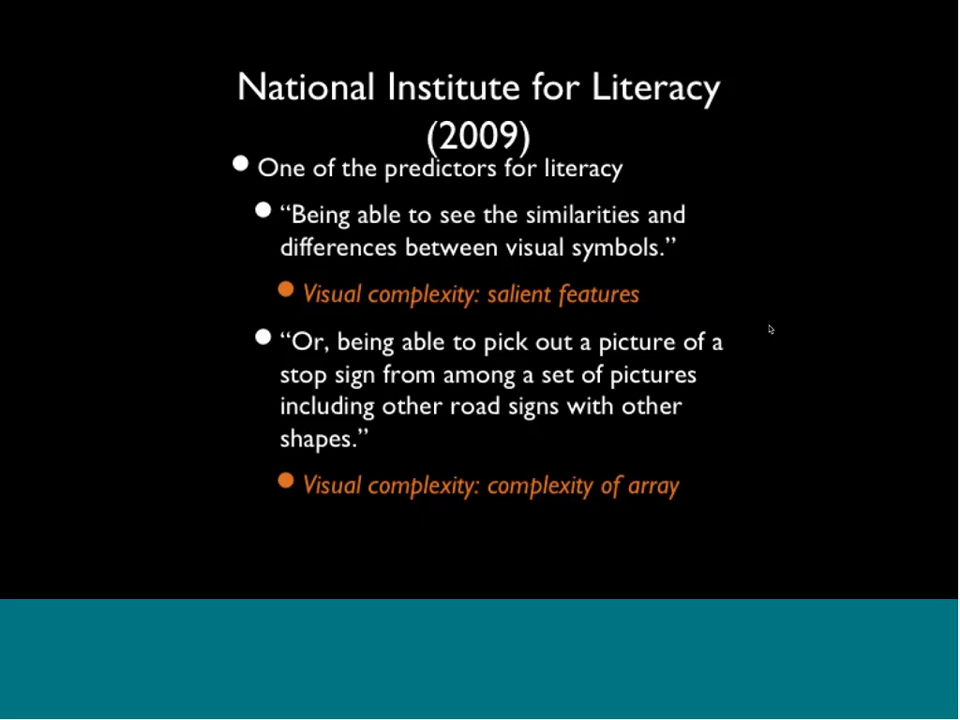 National Institute for Literacy
(2009)
One of the predictors for literacy
“Being able to see the similarities and
differences between visual symbols.”
Visual complexity: salient features
“Or, being able to pick out a picture of a
stop sign from among a set of pictures
including other road signs with other
shapes.”
Visual complexity: complexity of array